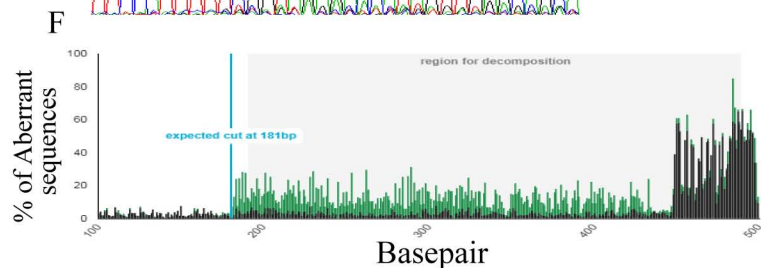 F
100
region for decomposition
80
60
expected cut at 181bp
40
20
0
% of Aberrant
sequences
100
200
300
400
500
Basepair